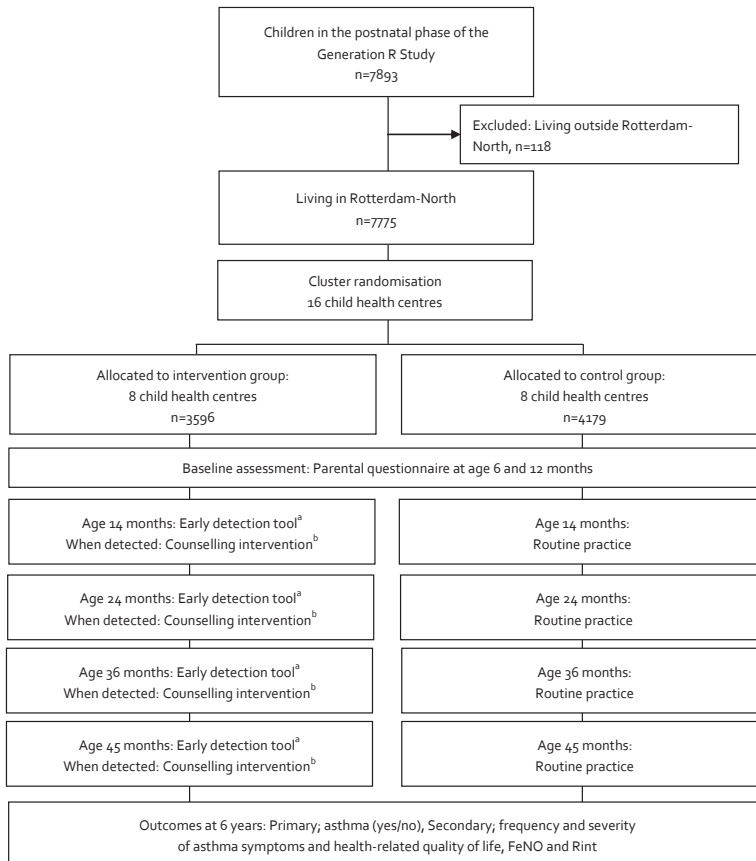 Children in the postnatal phase of the
Generation R Study
n=7893
Excluded: Living outside Rotterdam-
North, n=118
Living in Rotterdam-North
n=7775
Cluster randomisation
16 child health centres
Allocated to intervention group:
8 child health centres
n=3596
Allocated to control group:
8 child health centres
n=4179
Baseline assessment: Parental questionnaire at age 6 and 12 months
Age 14 months: Early detection toolᵃ
When detected: Counselling interventionᵇ
Age 14 months:
Routine practice
Age 24 months: Early detection toolᵃ
When detected: Counselling interventionᵇ
Age 24 months:
Routine practice
Age 36 months: Early detection toolᵃ
When detected: Counselling interventionᵇ
Age 36 months:
Routine practice
Age 45 months: Early detection toolᵃ
When detected: Counselling interventionᵇ
Age 45 months:
Routine practice
Outcomes at 6 years: Primary; asthma (yes/no), Secondary; frequency and severity
of asthma symptoms and health-related quality of life, FeNO and Rint